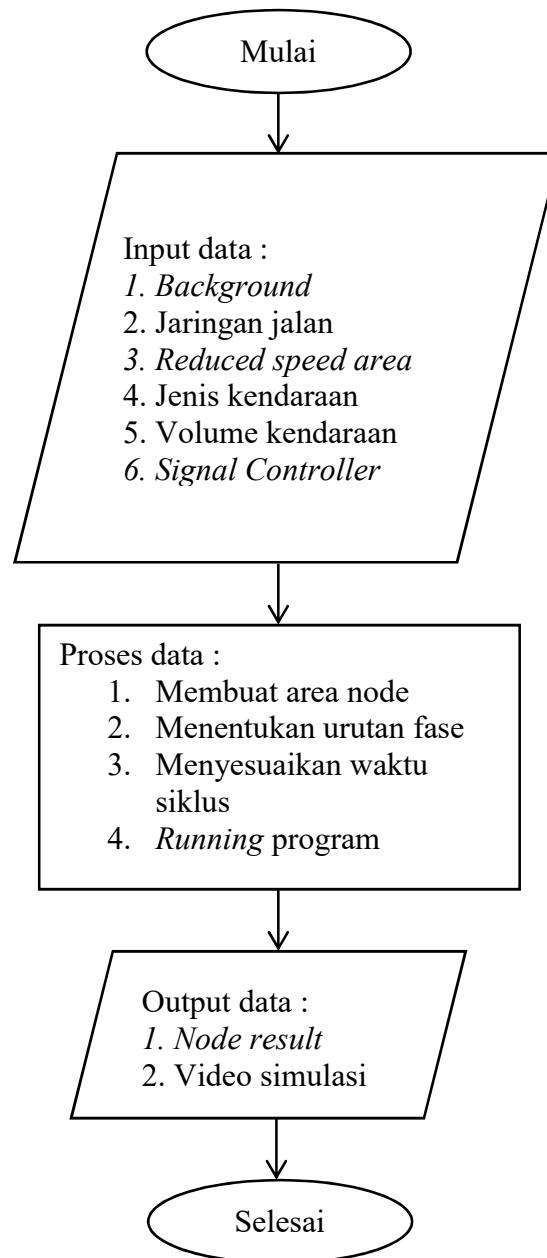 Mulai
Input data :
1. Background
2. Jaringan jalan
3. Reduced speed area
4. Jenis kendaraan
5. Volume kendaraan
6. Signal Controller
Proses data :
1. Membuat area node
2. Menentukan urutan fase
3. Menyesuaikan waktu
siklus
4. Running program
Output data :
1. Node result
2. Video simulasi
Selesai